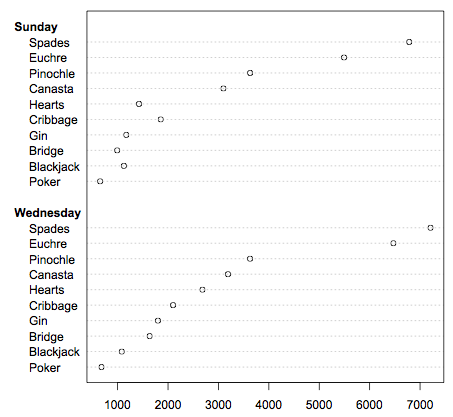 Sunday
Spades
Euchre
Pinochle
Canasta
Hearts
Cribbage
Gin
Bridge
Blackjack
Poker
Wednesday
Spades
Euchre
Pinochle
Canasta
Hearts
Cribbage
Gin
Bridge
Blackjack
Poker
1000 2000 3000 4000 5000 6000 7000